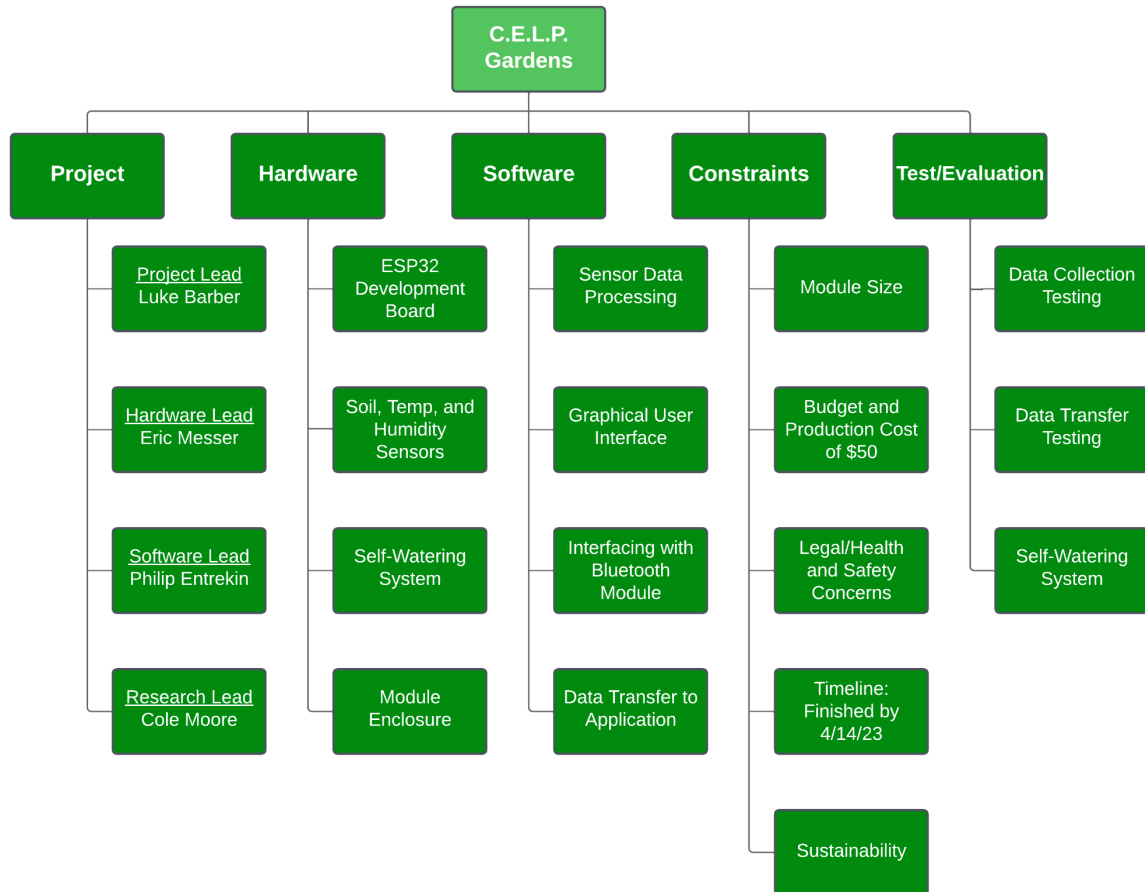 C.E.L.P.
Gardens
Project
Hardware
Software
Constraints
Test/Evaluation
Project Lead
Luke Barber
Hardware Lead
Eric Messer
Software Lead
Philip Entrekin
Research Lead
Cole Moore
ESP32
Development
Board
Soil, Temp, and
Humidity
Sensors
Self-Watering
System
Module
Enclosure
Sensor Data
Processing
Graphical User
Interface
Interfacing with
Bluetooth
Module
Data Transfer to
Application
Module Size
Budget and
Production Cost
of $50
Legal/Health
and Safety
Concerns
Timeline:
Finished by
4/14/23
Sustainability
Data Collection
Testing
Data Transfer
Testing
Self-Watering
System